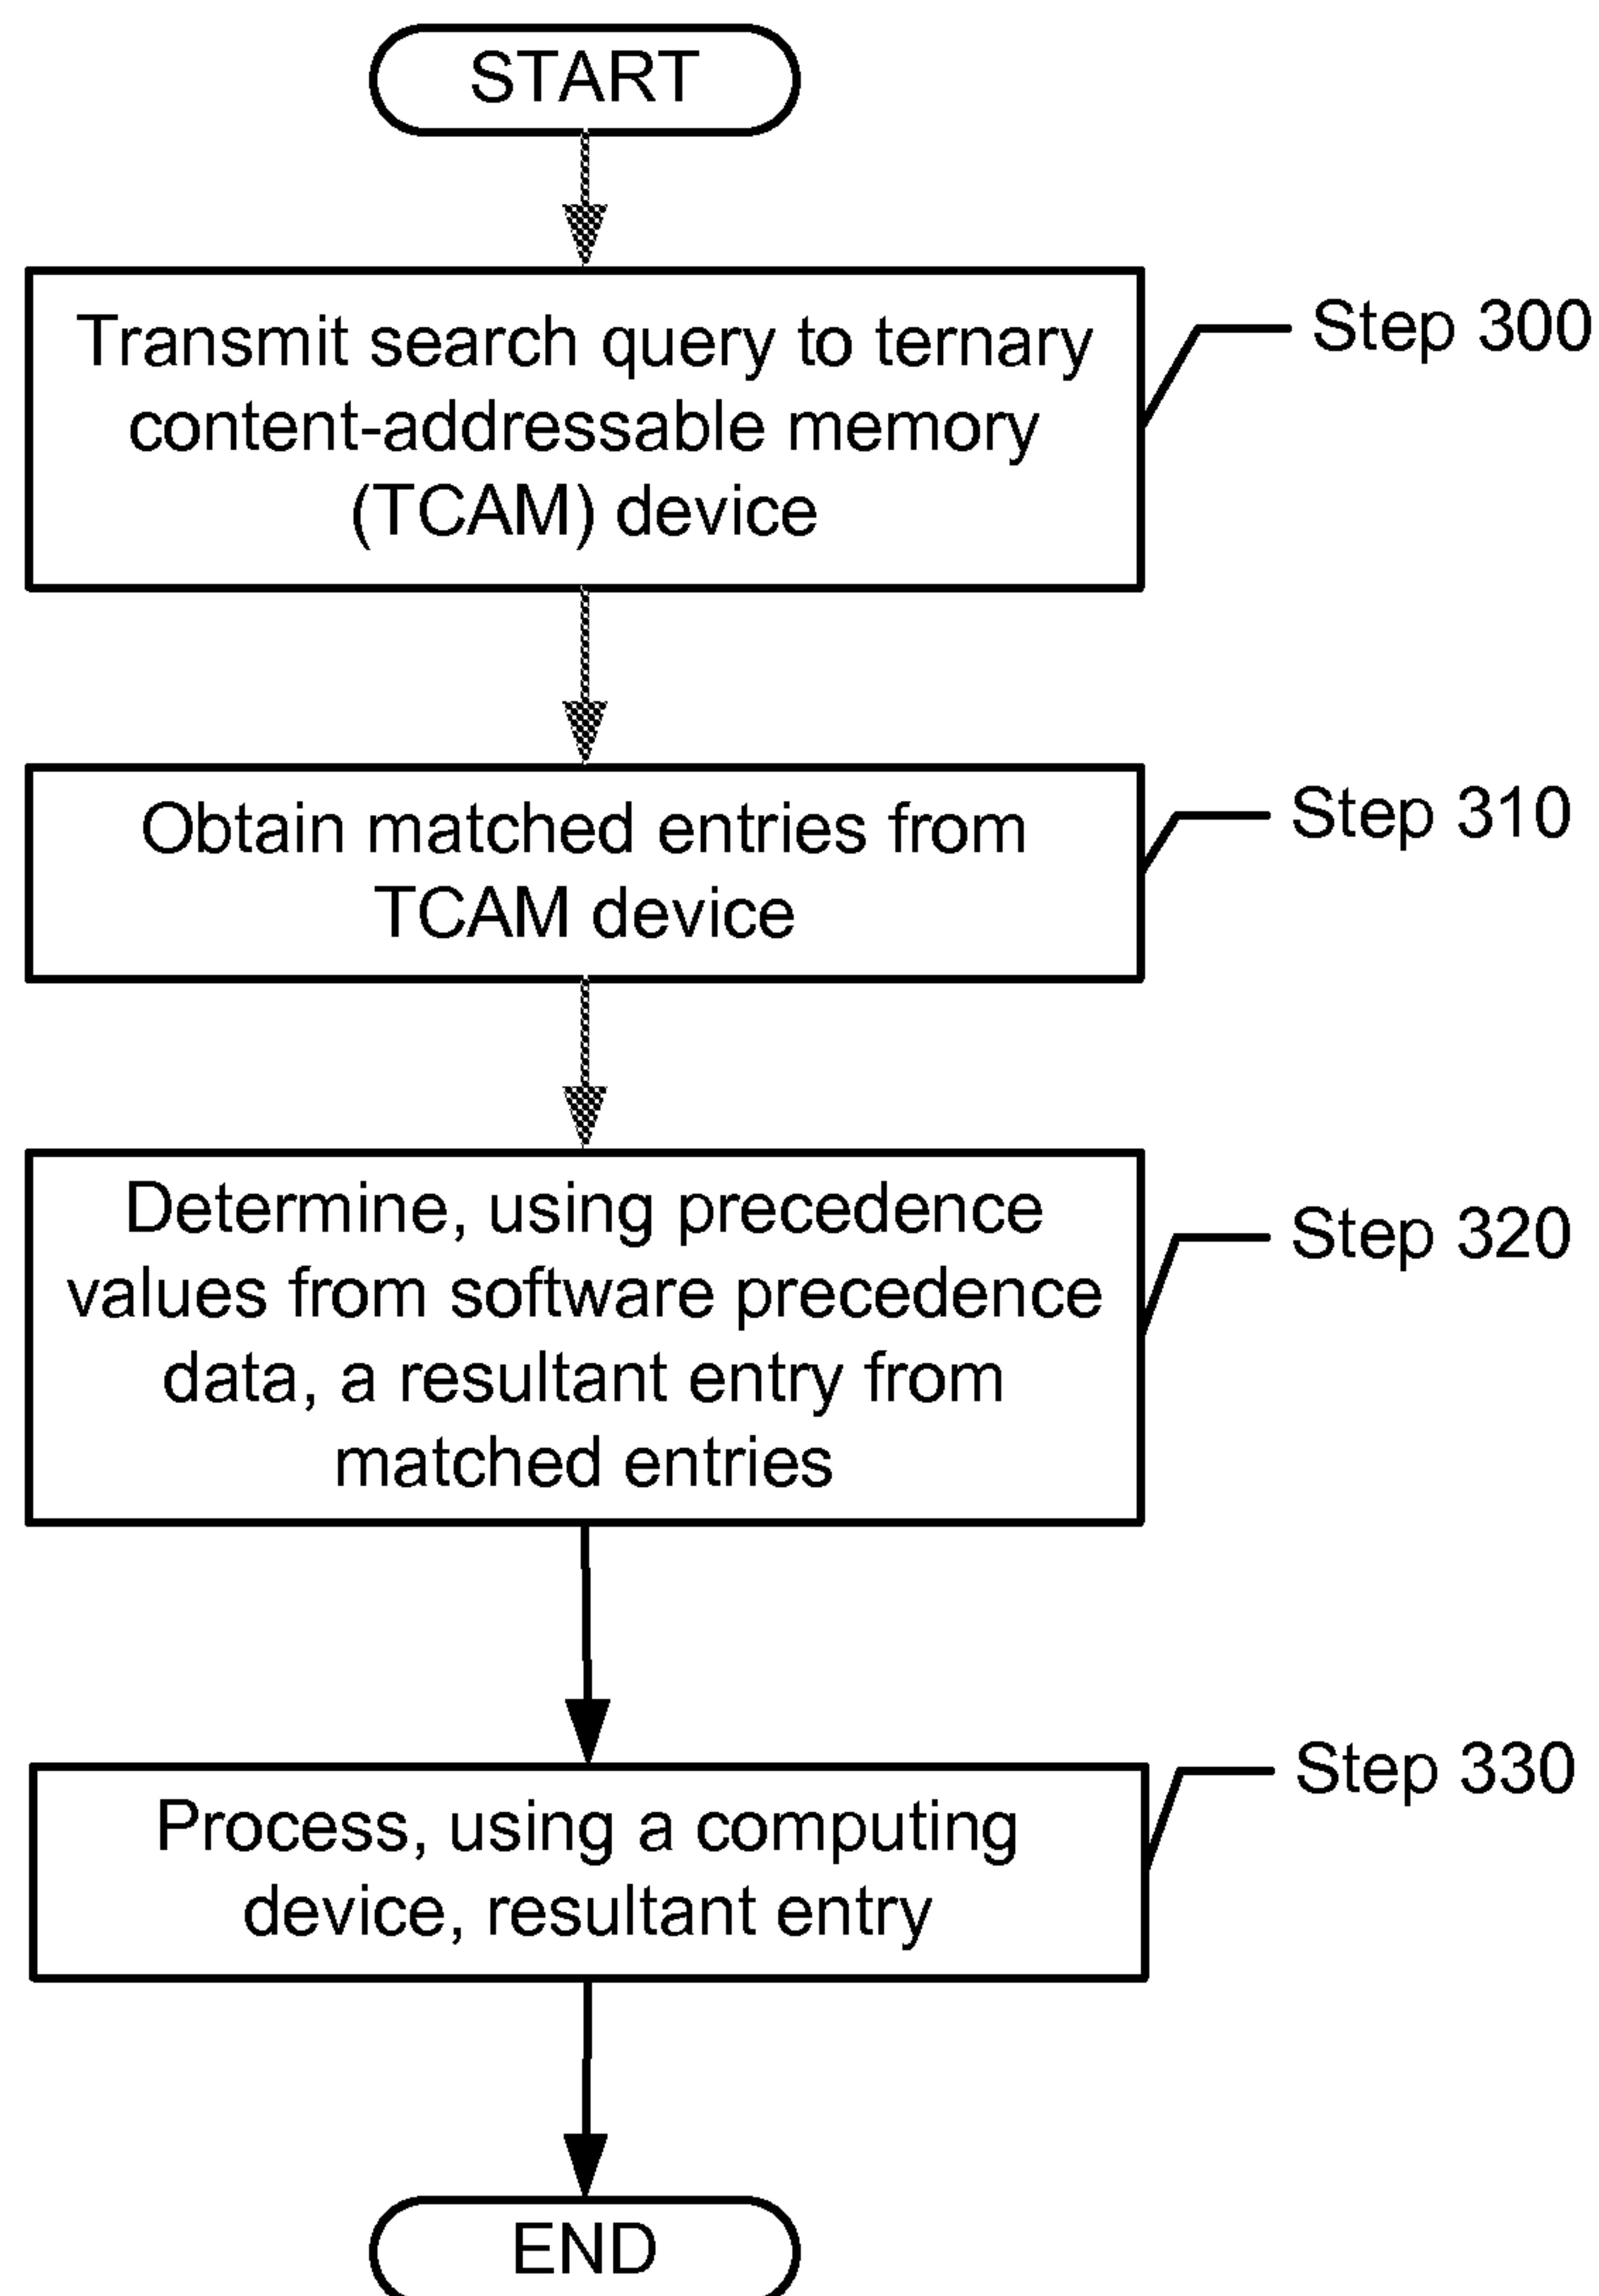 START
Transmit search query to ternary
content-addressable memory
(TCAM) device
Step 300
Obtain matched entries from
TCAM device
Step 310
Determine, using precedence
values from software precedence
data, a resultant entry from
matched entries
Step 320
Process, using a computing
device, resultant entry
Step 330
END